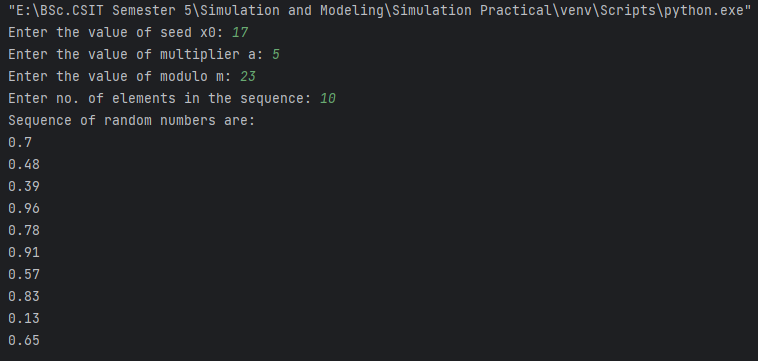 "E:\BSc.CSIT Semester 5\Simulation and Modeling\Simulation Practical\venv\Scripts\python.exe"
Enter the value of seed x0: 17
Enter the value of multiplier a: 5
Enter the value of modulo m: 23
Enter no. of elements in the sequence: 10
Sequence of random numbers are:
0.7
0.48
0.39
0.96
0.78
0.91
0.57
0.83
0.13
0.65